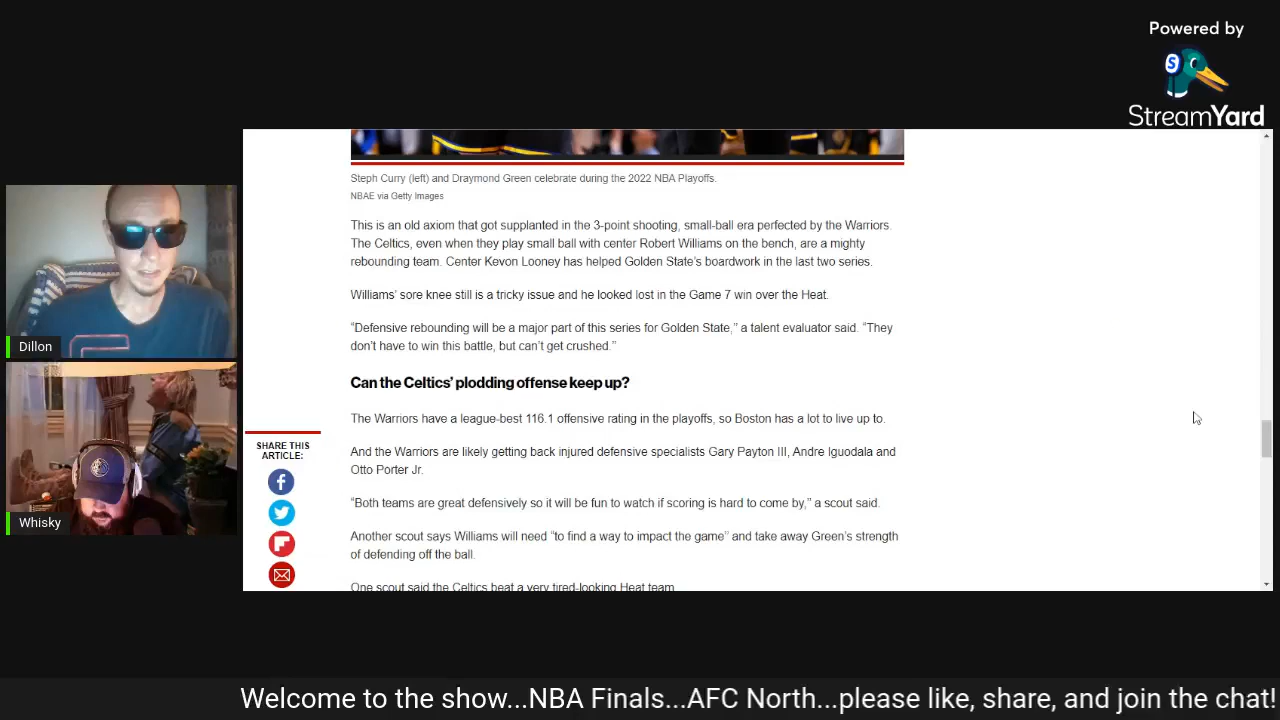 Powered by
S
StreamYard
Steph Curry (left) and Draymond Green celebrate during the 2022 NBA Playoffs.
NBAE via Getty Images
This is an old axiom that got supplanted in the 3-point shooting, small-ball era perfected by the Warriors.
The Celtics, even when they play small ball with center Robert Williams on the bench, are a mighty
rebounding team. Center Kevon Looney has helped Golden State's boardwork in the last two series.
Williams' sore knee still is a tricky issue and he looked lost in the Game 7 win over the Heat.
“Defensive rebounding will be a major part of this series for Golden State,” a talent evaluator said. “They
don't have to win this battle, but can't get crushed.”
Can the Celtics' plodding offense keep up?
The Warriors have a league-best 116.1 offensive rating in the playoffs, so Boston has a lot to live up to.
And the Warriors are likely getting back injured defensive specialists Gary Payton III, Andre Iguodala and
Otto Porter Jr.
“Both teams are great defensively so it will be fun to watch if scoring is hard to come by,” a scout said.
Another scout says Williams will need “to find a way to impact the game” and take away Green's strength
of defending off the ball.
One scout said the Celtics beat a very tired-looking Heat team
SHARE THIS
ARTICLE:
Dillon
Whisky
Welcome to the show...NBA Finals...AFC North...please like, share, and join the chat!